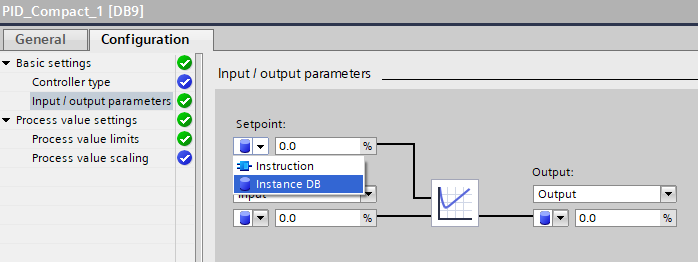 PID_Compact_1 [DB9]
General
Configuration
Basic settings
Controller type
Input / output parameters
Process value settings
Process value limits
Process value scaling
Input / output parameters
Setpoint:
0.0 %
Instruction
Instance DB
Input
0.0 %
Output:
Output
0.0 %